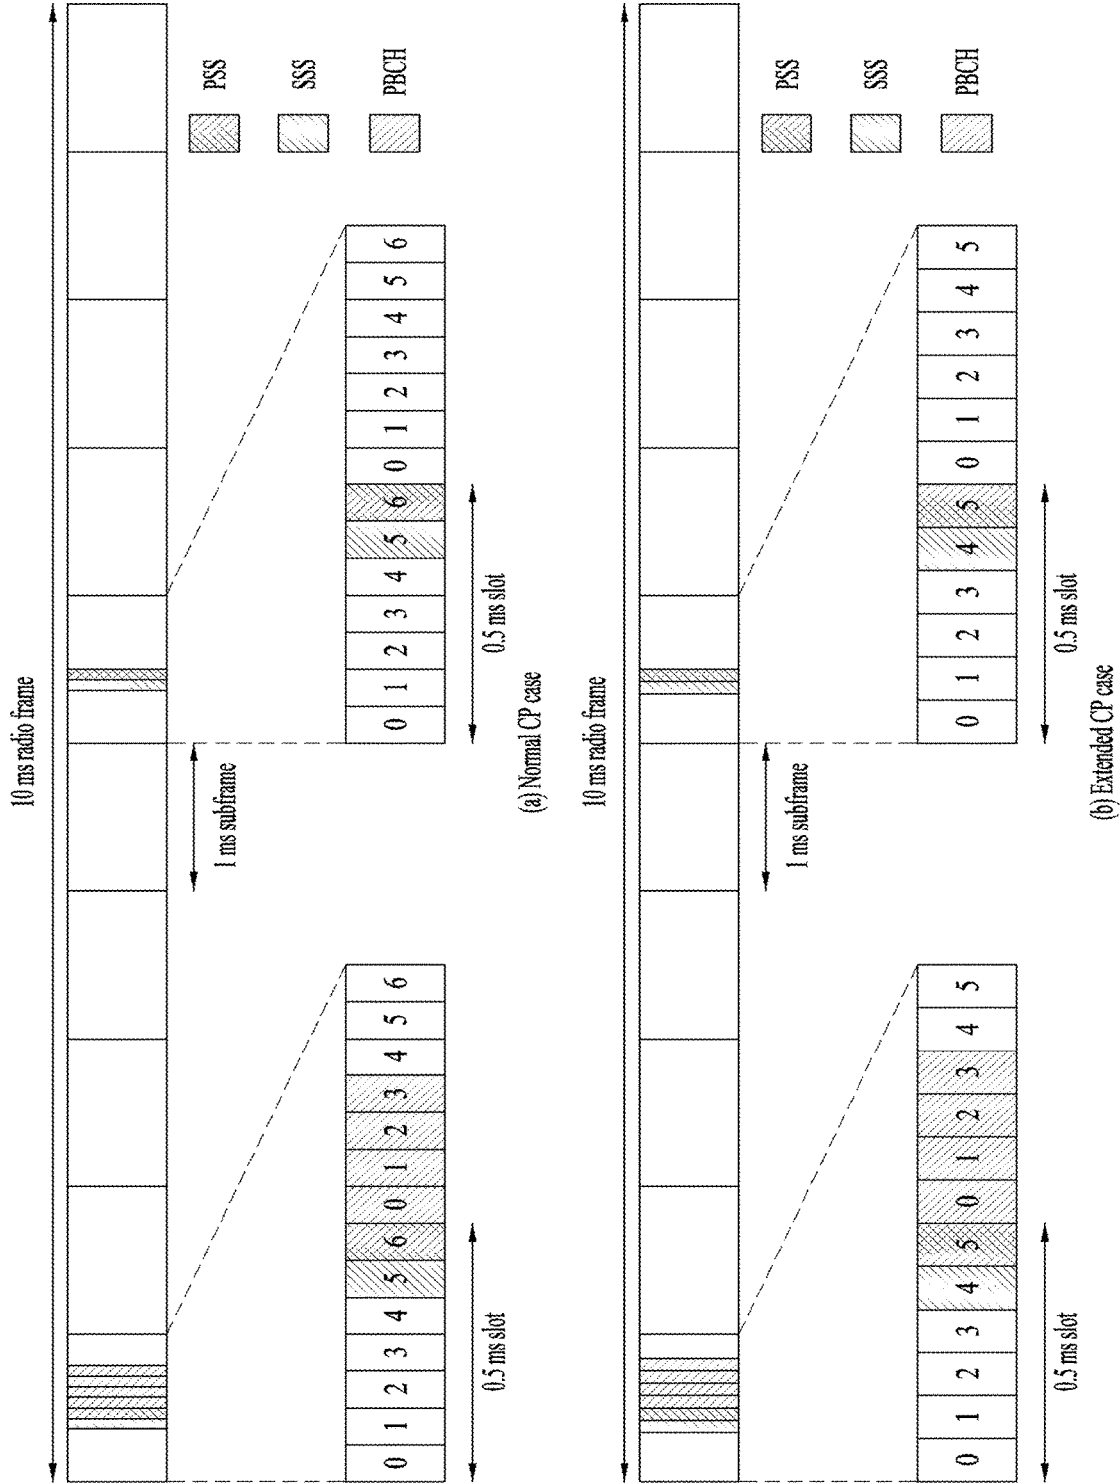 10 ms radio frame
1 ms subframe
PSS
SSS
PBCH
0 1 2 3 4 5 6 0 1 2 3 4 5 6
0 1 2 3 4 5 6 0 1 2 3 4 5 6
0.5 ms slot
0.5 ms slot
(a) Normal CP case
10 ms radio frame
1 ms subframe
PSS
SSS
PBCH
0 1 2 3 4 5 0 1 2 3 4 5
0 1 2 3 4 5 0 1 2 3 4 5
0.5 ms slot
0.5 ms slot
(b) Extended CP case